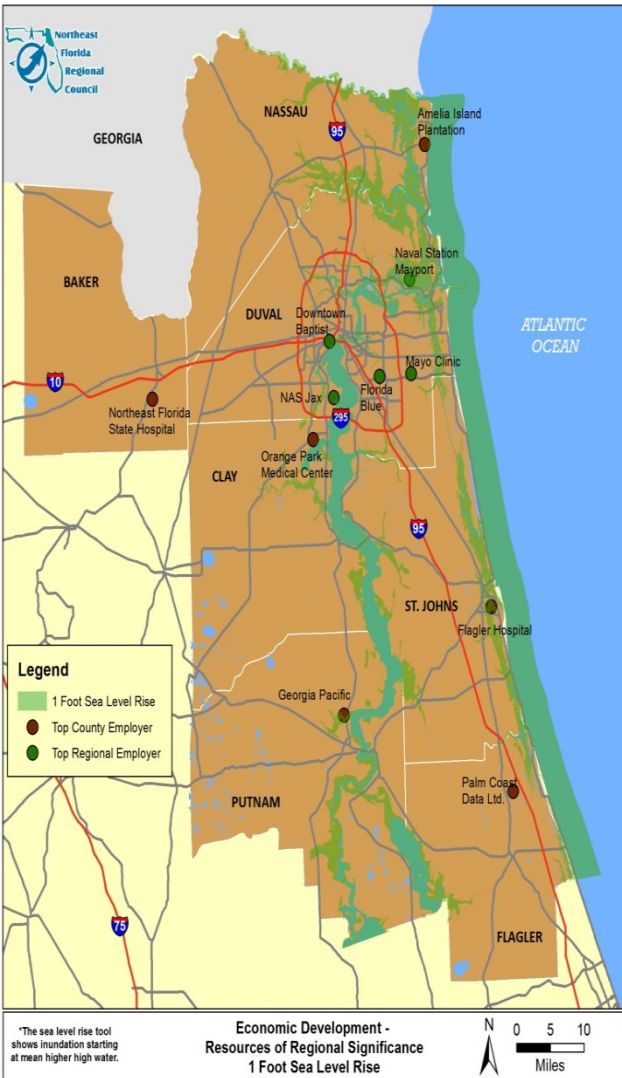 Northeast
Florida
Regional
Council
NASSAU
GEORGIA
95
Amelia Island
Plantation
BAKER
Naval Station
Mayport
DUVAL
Downtown
Baptist
ATLANTIC
OCEAN
Mayo Clinic
10
NAS Jax
Florida
Blue
Northeast Florida
State Hospital
295
Orange Park
Medical Center
CLAY
95
ST. JOHNS
Flagler Hospital
Legend
1 Foot Sea Level Rise
Top County Employer
Top Regional Employer
Georgia Pacific
Palm Coast
Data Ltd.
PUTNAM
75
FLAGLER
*The sea level rise tool
shows inundation starting
at mean higher high water.
Economic Development -
Resources of Regional Significance
1 Foot Sea Level Rise
N
0 5 10
Miles